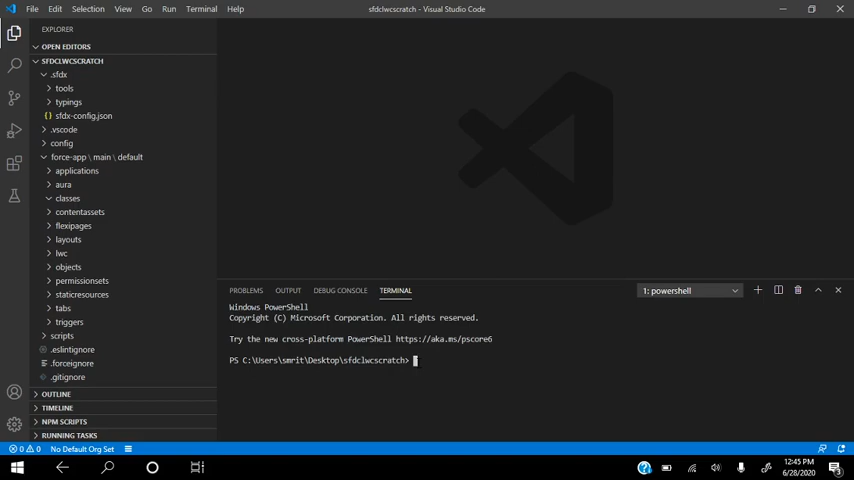 File Edit Selection View Go Run Terminal Help
sfdclwcscratch - Visual Studio Code
EXPLORER
OPEN EDITORS
SFDCLWCSCRATCH
.sfdx
tools
typings
{} sfdx-config.json
.vscode
config
force-app \ main \ default
applications
aura
classes
contentassets
flexipages
layouts
lwc
objects
permissionsets
staticresources
tabs
triggers
scripts
.eslintignore
.forceignore
.gitignore
OUTLINE
TIMELINE
NPM SCRIPTS
RUNNING TASKS
PROBLEMS OUTPUT DEBUG CONSOLE TERMINAL
1: powershell
Windows PowerShell
Copyright (C) Microsoft Corporation. All rights reserved.
Try the new cross-platform PowerShell https://aka.ms/pscore6
PS C:\Users\smrit\Desktop\sfdclwcscratch>
0 0 No Default Org Set
12:45 PM
6/28/2020
3